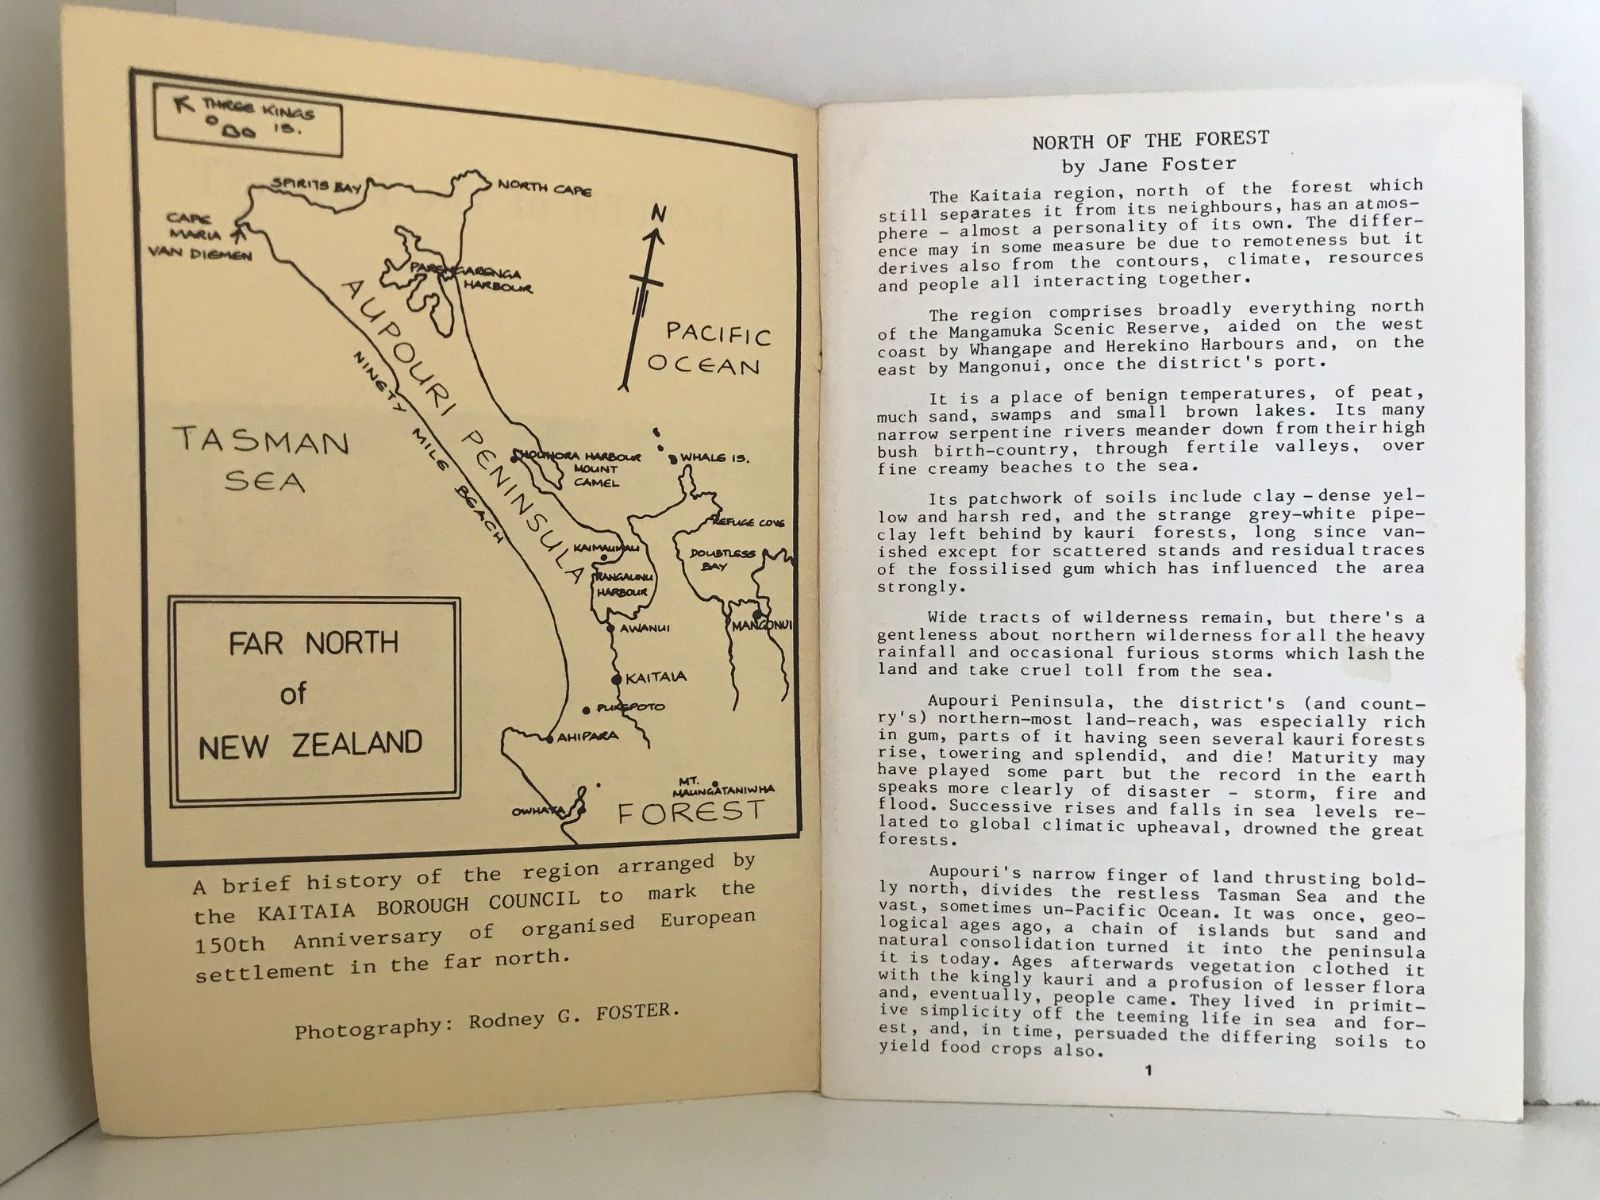 THREE KINGS
IS.
SPIRITS BAY
NORTH CAPE
CAPE
MARIA
VAN DIEMEN
N
PARENGARENGA
HARBOUR
AUPOURI PENINSULA
PACIFIC
OCEAN
NINETY MILE BEACH
TASMAN
SEA
HOUHORA HARBOUR
MOUNT
CAMEL
WHALE IS.
REFUGE COVE
KAIMAUMAU
DOUBTLESS
BAY
RANGAUNU
HARBOUR
AWANUI
MANGONUI
KAITAIA
PUKEPOTO
AHIPARA
MT.
MAUNGATANIWHA
OWHATA
FOREST
FAR NORTH
of
NEW ZEALAND
A brief history of the region arranged by
the KAITAIA BOROUGH COUNCIL to mark the
150th Anniversary of organised European
settlement in the far north.
Photography: Rodney G. FOSTER.
NORTH OF THE FOREST
by Jane Foster
The Kaitaia region, north of the forest which
still separates it from its neighbours, has an atmos-
phere - almost a personality of its own. The differ-
ence may in some measure be due to remoteness but it
derives also from the contours, climate, resources
and people all interacting together.
The region comprises broadly everything north
of the Mangamuka Scenic Reserve, aided on the west
coast by Whangape and Herekino Harbours and, on the
east by Mangonui, once the district's port.
It is a place of benign temperatures, of peat,
much sand, swamps and small brown lakes. Its many
narrow serpentine rivers meander down from their high
bush birth-country, through fertile valleys, over
fine creamy beaches to the sea.
Its patchwork of soils include clay - dense yel-
low and harsh red, and the strange grey-white pipe-
clay left behind by kauri forests, long since van-
ished except for scattered stands and residual traces
of the fossilised gum which has influenced the area
strongly.
Wide tracts of wilderness remain, but there's a
gentleness about northern wilderness for all the heavy
rainfall and occasional furious storms which lash the
land and take cruel toll from the sea.
Aupouri Peninsula, the district's (and count-
ry's) northern-most land-reach, was especially rich
in gum, parts of it having seen several kauri forests
rise, towering and splendid, and die! Maturity may
have played some part but the record in the earth
speaks more clearly of disaster - storm, fire and
flood. Successive rises and falls in sea levels re-
lated to global climatic upheaval, drowned the great
forests.
Aupouri's narrow finger of land thrusting bold-
ly north, divides the restless Tasman Sea and the
vast, sometimes un-Pacific Ocean. It was once, geo-
logical ages ago, a chain of islands but sand and
natural consolidation turned it into the peninsula
it is today. Ages afterwards vegetation clothed it
with the kingly kauri and a profusion of lesser flora
and, eventually, people came. They lived in primit-
ive simplicity off the teeming life in sea and for-
est, and, in time, persuaded the differing soils to
yield food crops also.
1